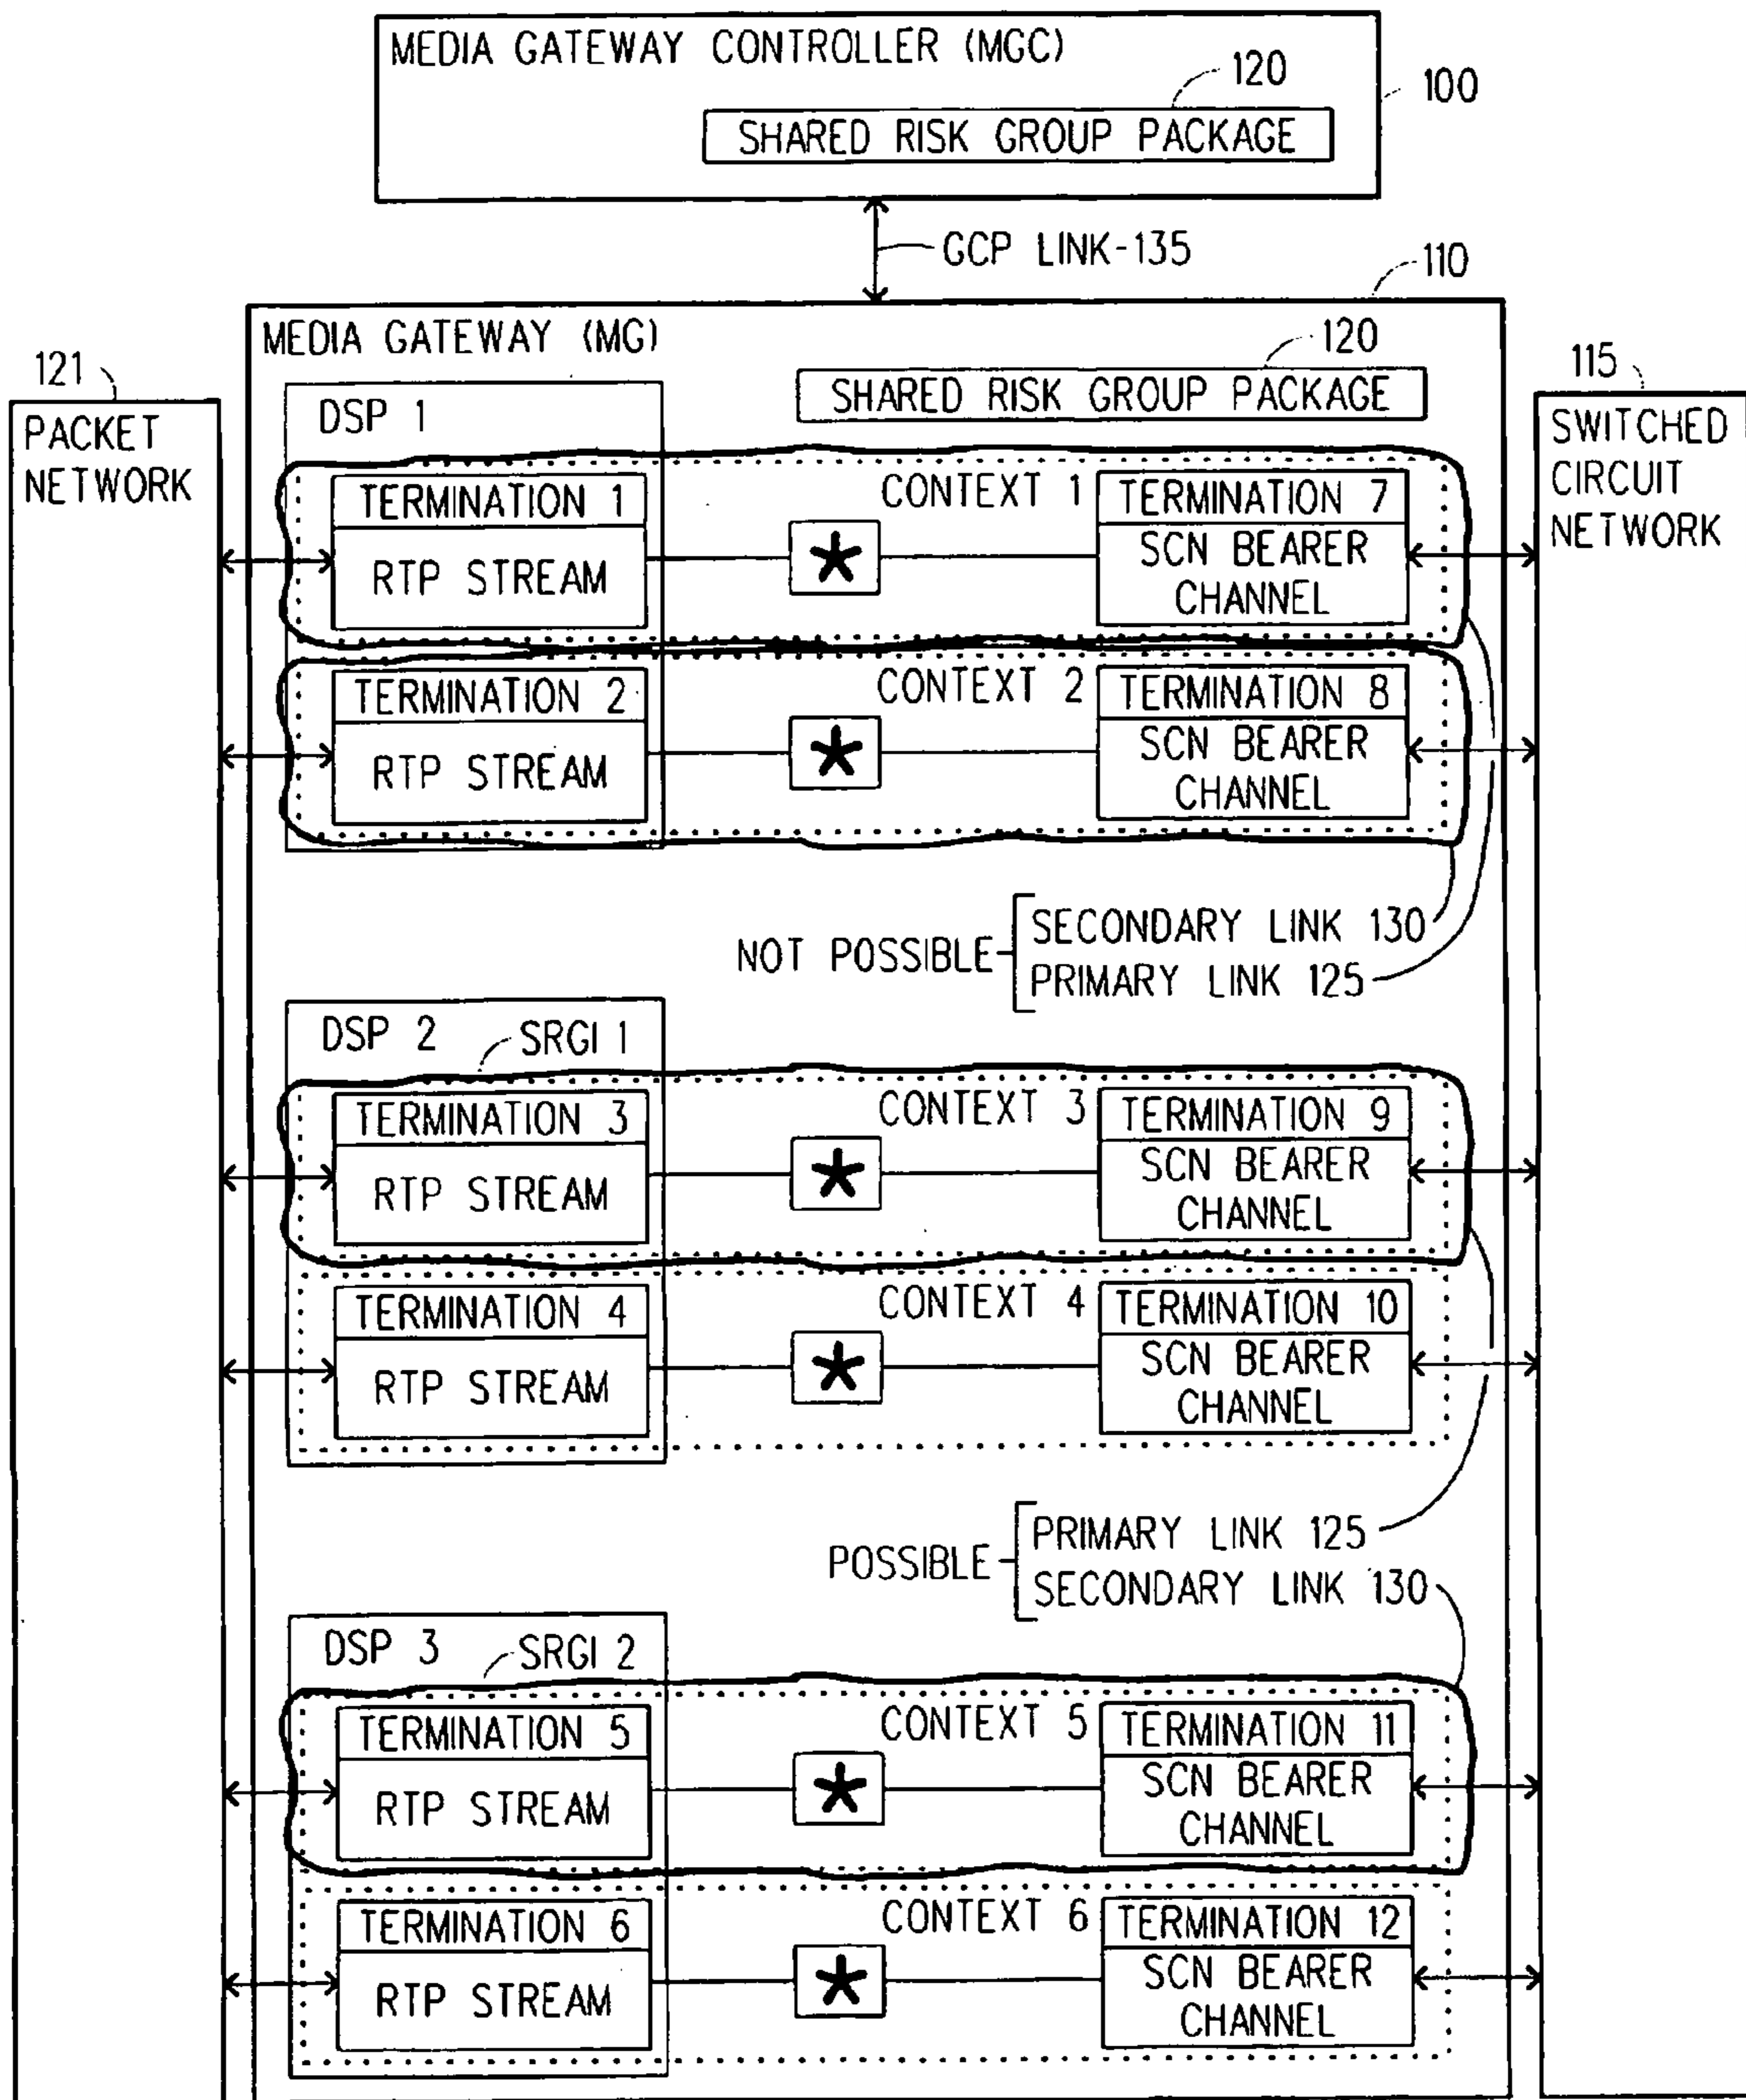 MEDIA GATEWAY CONTROLLER (MGC)
120
100
SHARED RISK GROUP PACKAGE
GCP LINK-135
110
MEDIA GATEWAY (MG)
120
121
115
SHARED RISK GROUP PACKAGE
PACKET
NETWORK
DSP 1
SWITCHED
CIRCUIT
NETWORK
TERMINATION 1
RTP STREAM
CONTEXT 1
*
TERMINATION 7
SCN BEARER
CHANNEL
TERMINATION 2
RTP STREAM
CONTEXT 2
*
TERMINATION 8
SCN BEARER
CHANNEL
NOT POSSIBLE
SECONDARY LINK 130
PRIMARY LINK 125
DSP 2
SRGI 1
TERMINATION 3
RTP STREAM
CONTEXT 3
*
TERMINATION 9
SCN BEARER
CHANNEL
TERMINATION 4
RTP STREAM
CONTEXT 4
*
TERMINATION 10
SCN BEARER
CHANNEL
POSSIBLE
PRIMARY LINK 125
SECONDARY LINK 130
DSP 3
SRGI 2
TERMINATION 5
RTP STREAM
CONTEXT 5
*
TERMINATION 11
SCN BEARER
CHANNEL
TERMINATION 6
RTP STREAM
CONTEXT 6
*
TERMINATION 12
SCN BEARER
CHANNEL